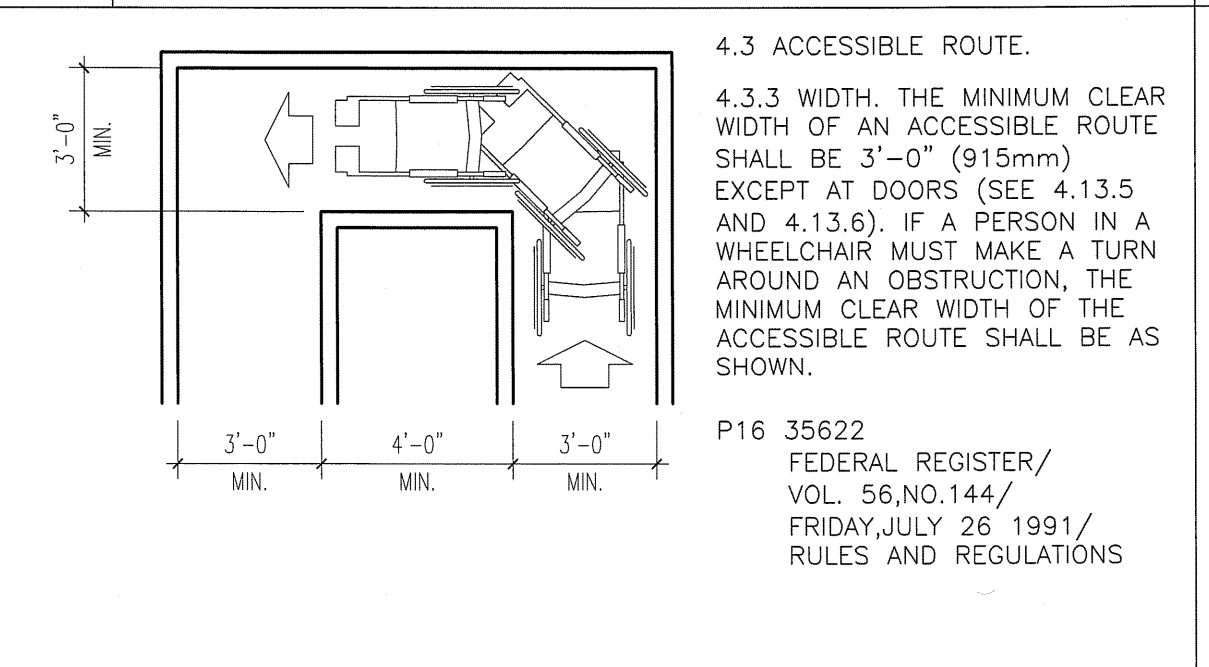 4.3 ACCESSIBLE ROUTE.
4.3.3 WIDTH. THE MINIMUM CLEAR
WIDTH OF AN ACCESSIBLE ROUTE
SHALL BE 3'-0" (915mm)
EXCEPT AT DOORS (SEE 4.13.5
AND 4.13.6). IF A PERSON IN A
WHEELCHAIR MUST MAKE A TURN
AROUND AN OBSTRUCTION, THE
MINIMUM CLEAR WIDTH OF THE
ACCESSIBLE ROUTE SHALL BE AS
SHOWN.
P16 35622
FEDERAL REGISTER/
VOL. 56,NO.144/
FRIDAY,JULY 26 1991/
RULES AND REGULATIONS
3'-0"
MIN.
3'-0"
MIN.
4'-0"
MIN.
3'-0"
MIN.